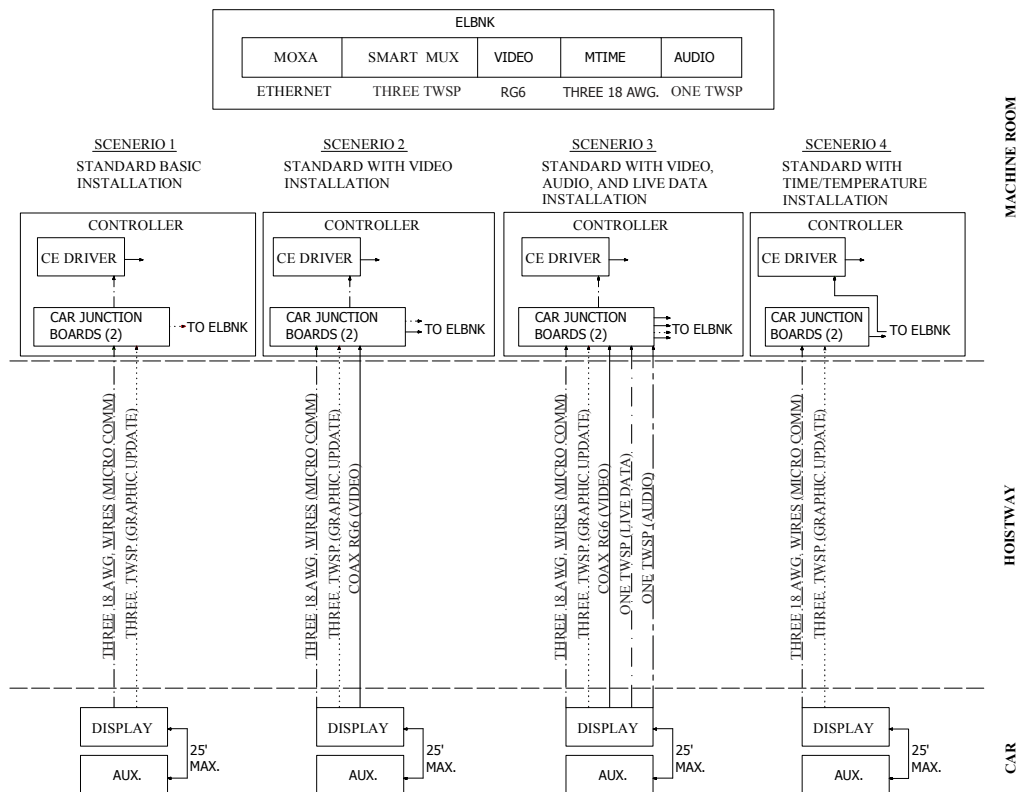 ELBNK
MOXA SMART MUX VIDEO MTIME AUDIO
ETHERNET THREE TWSP RG6 THREE 18 AWG. ONE TWSP
MACHINE ROOM
SCENERIO 1
STANDARD BASIC
INSTALLATION
CONTROLLER
CE DRIVER
CAR JUNCTION
BOARDS (2)
TO ELBNK
SCENERIO 2
STANDARD WITH VIDEO
INSTALLATION
CONTROLLER
CE DRIVER
CAR JUNCTION
BOARDS (2)
TO ELBNK
SCENERIO 3
STANDARD WITH VIDEO,
AUDIO, AND LIVE DATA
INSTALLATION
CONTROLLER
CE DRIVER
CAR JUNCTION
BOARDS (2)
TO ELBNK
SCENERIO 4
STANDARD WITH
TIME/TEMPERATURE
INSTALLATION
CONTROLLER
CE DRIVER
CAR JUNCTION
BOARDS (2)
TO ELBNK
HOISTWAY
THREE 18 AWG, WIRES (MICRO COMM)
THREE, TWSP (GRAPHIC UPDATE)
THREE 18 AWG, WIRES (MICRO COMM)
THREE, TWSP (GRAPHIC UPDATE)
COAX RG6 (VIDEO)
THREE 18 AWG, WIRES (MICRO COMM)
THREE, TWSP (GRAPHIC UPDATE)
COAX RG6 (VIDEO)
ONE TWSP (LIVE DATA)
ONE TWSP (AUDIO)
THREE 18 AWG, WIRES (MICRO COMM)
THREE, TWSP (GRAPHIC UPDATE)
CAR
DISPLAY
25'
MAX.
AUX.
DISPLAY
25'
MAX.
AUX.
DISPLAY
25'
MAX.
AUX.
DISPLAY
25'
MAX.
AUX.